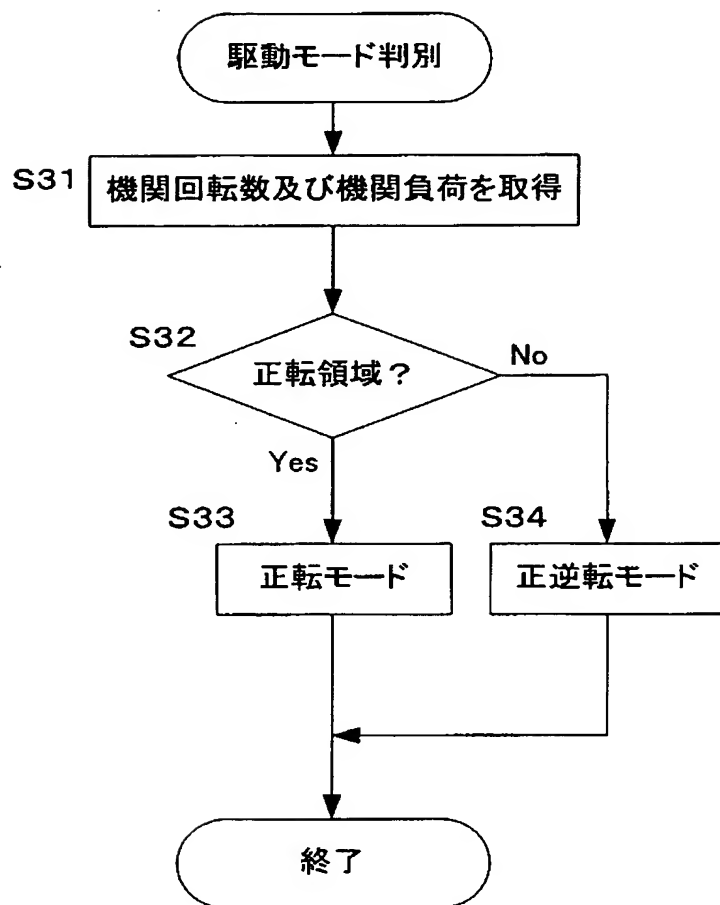 駆動モード判別
S31
機関回転数及び機関負荷を取得
S32
正転領域？
No
Yes
S33
正転モード
S34
正逆転モード
終了